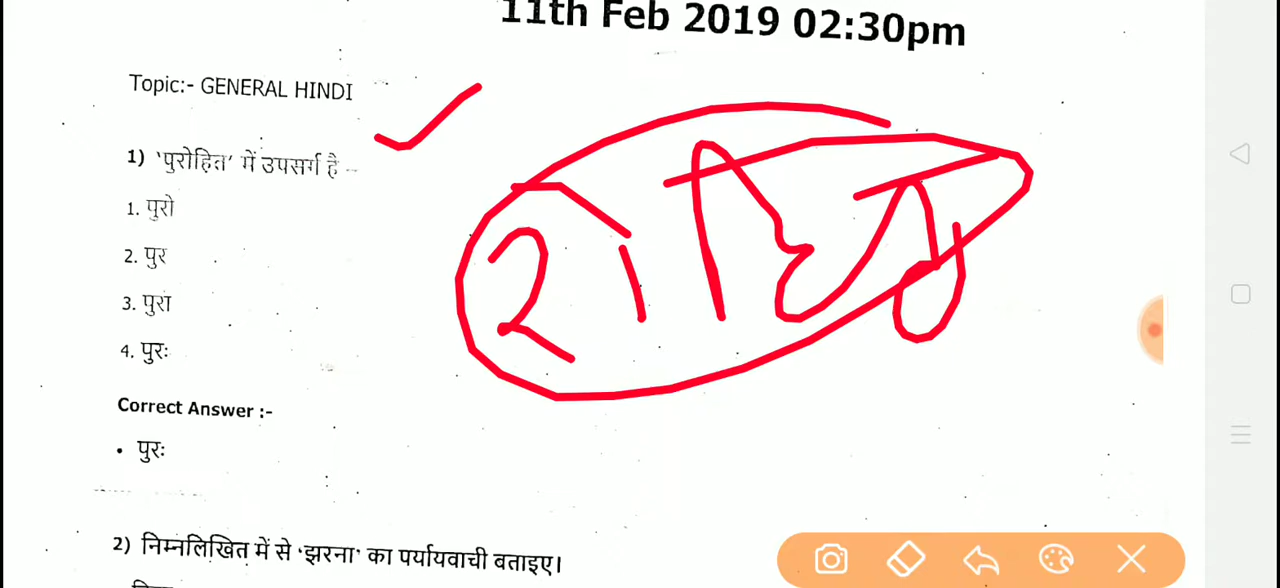 11th Feb 2019 02:30pm
Topic:- GENERAL HINDI
1) 'पुरोहित' में उपसर्ग है –
1. पुरो
2. पुर
3. पुरा
4. पुरः
Correct Answer :-
• पुरः
2) निम्नलिखित में से 'झरना' का पर्यायवाची बताइए।